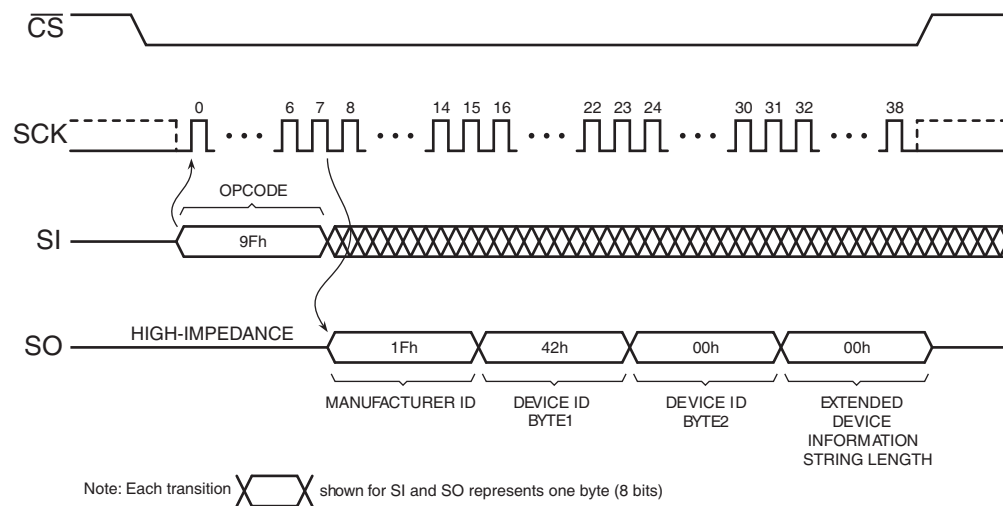 CS
SCK
0 6 7 8 14 15 16 22 23 24 30 31 32 38
OPCODE
SI
9Fh
HIGH-IMPEDANCE
SO
1Fh 42h 00h 00h
MANUFACTURER ID
DEVICE ID
BYTE1
DEVICE ID
BYTE2
EXTENDED
DEVICE
INFORMATION
STRING LENGTH
Note: Each transition shown for SI and SO represents one byte (8 bits)